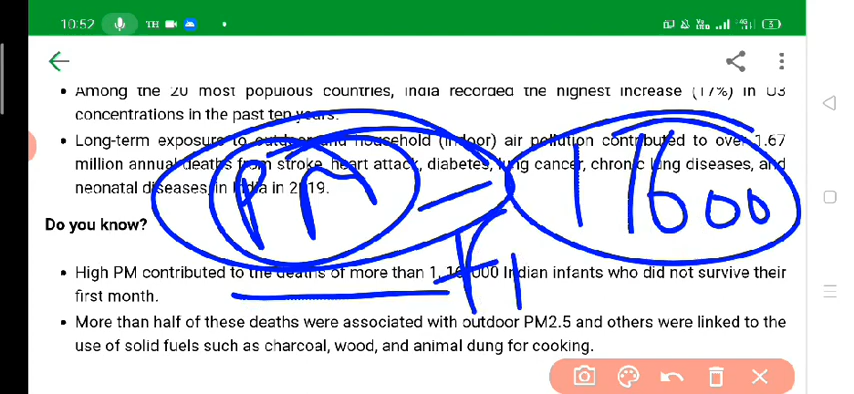 10:52 TH
• Among the 20 most populous countries, India recorded the highest increase (17%) in O3
concentrations in the past ten years.
• Long-term exposure to outdoor and household (indoor) air pollution contributed to over 1.67
million annual deaths from stroke, heart attack, diabetes, lung cancer, chronic lung diseases, and
neonatal diseases, in India in 2019.
PM 11600
Do you know?
• High PM contributed to the deaths of more than 1, 16,000 Indian infants who did not survive their
first month.
• More than half of these deaths were associated with outdoor PM2.5 and others were linked to the
use of solid fuels such as charcoal, wood, and animal dung for cooking.